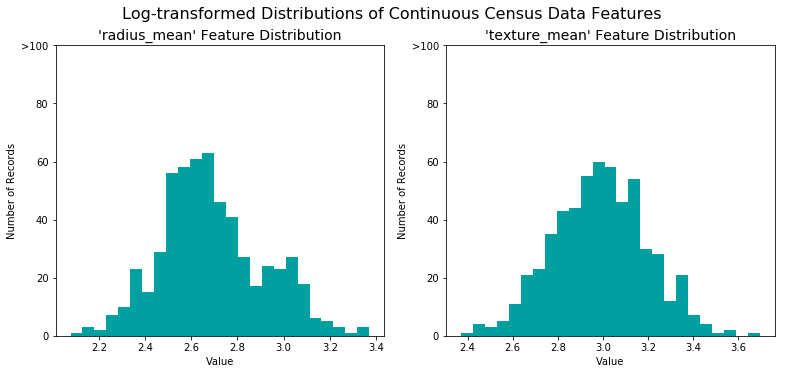 Log-transformed Distributions of Continuous Census Data Features
'radius_mean' Feature Distribution
>100
80
60
40
20
0
Number of Records
2.2 2.4 2.6 2.8 3.0 3.2 3.4
Value
'texture_mean' Feature Distribution
>100
80
60
40
20
0
Number of Records
2.4 2.6 2.8 3.0 3.2 3.4 3.6
Value